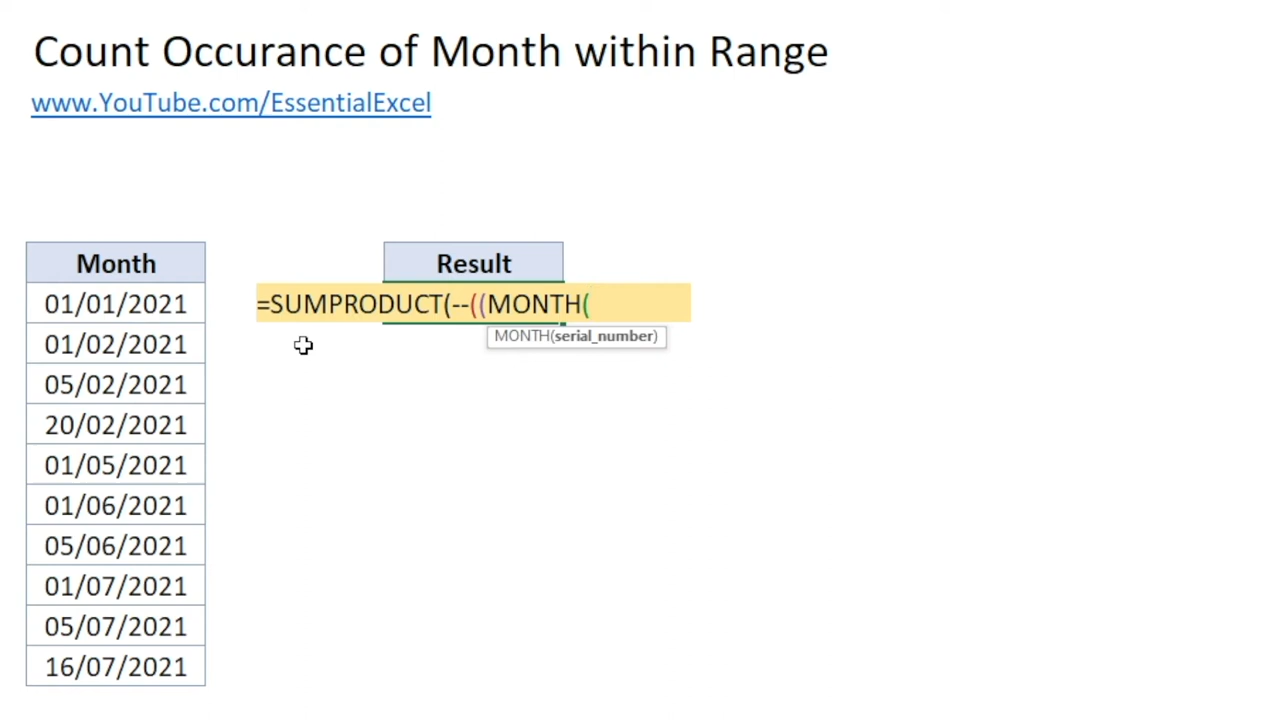 Count Occurance of Month within Range
www.YouTube.com/EssentialExcel
Month
Result
01/01/2021
=SUMPRODUCT(--((MONTH(
MONTH(serial_number)
01/02/2021
05/02/2021
20/02/2021
01/05/2021
01/06/2021
05/06/2021
01/07/2021
05/07/2021
16/07/2021